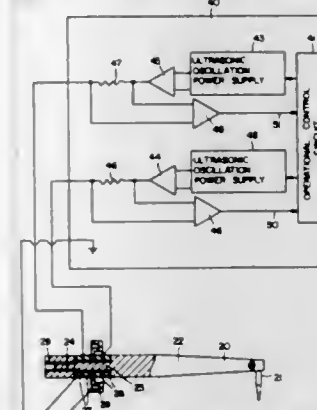 40
47
45
43
ULTRASONIC
OSCILLATION
POWER SUPPLY
49
51
OPERATIONAL CONTROL
CIRCUIT
46
44
48
ULTRASONIC
OSCILLATION
POWER SUPPLY
46
50
24
22
20
21